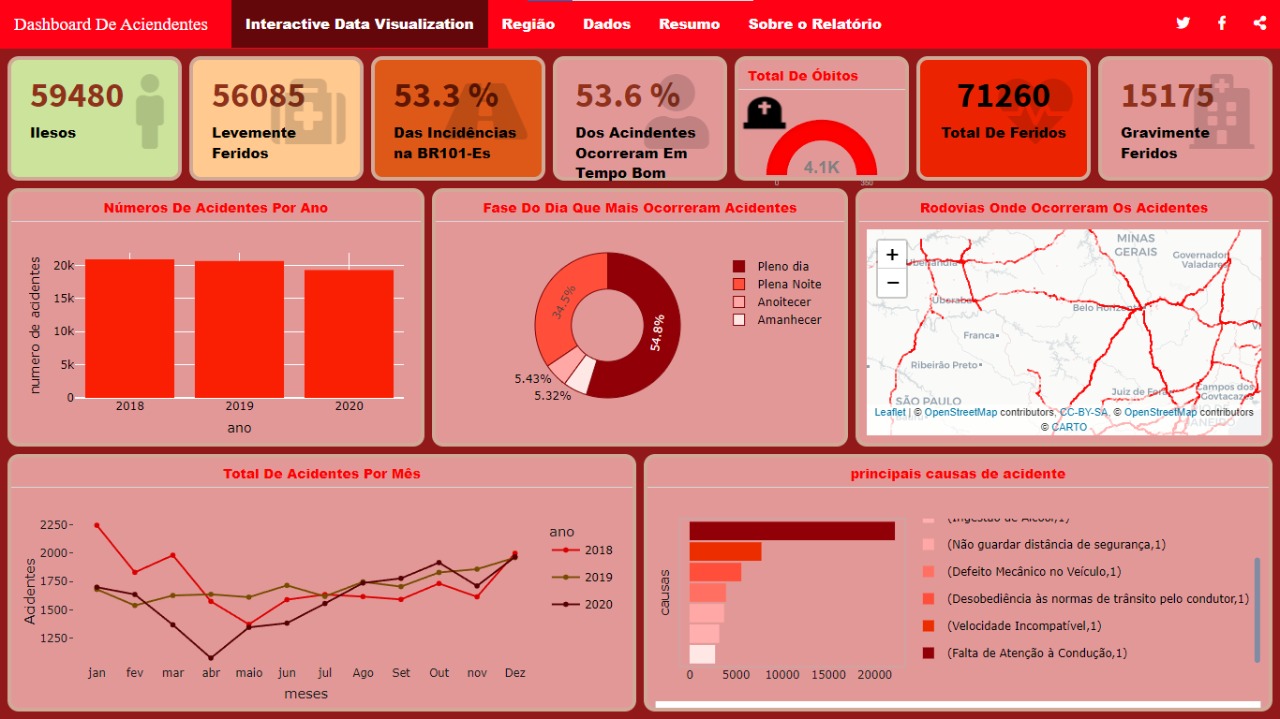 Dashboard De Aciendentes
Interactive Data Visualization
Região
Dados
Resumo
Sobre o Relatório
59480
Ilesos
56085
Levemente
Feridos
53.3 %
Das Incidências
na BR101-Es
53.6 %
Dos Acindentes
Ocorreram Em
Tempo Bom
Total De Óbitos
4.1K
0
350
71260
Total De Feridos
15175
Gravimente
Feridos
Números De Acidentes Por Ano
numero de acidentes
20k
15k
10k
5k
0
2018
2019
2020
ano
Fase Do Dia Que Mais Ocorreram Acidentes
34.5%
54.8%
5.43%
5.32%
Pleno dia
Plena Noite
Anoitecer
Amanhecer
Rodovias Onde Ocorreram Os Acidentes
+
−
MINAS
GERAIS
Governador
Valadares
Uberlândia
Uberaba
Belo Horizont
Franca
Ribeirão Preto
Juiz de Fora
Campos dos
Goytacazes
SÃO PAULO
JANEIRO
Leaflet | © OpenStreetMap contributors, CC-BY-SA, © OpenStreetMap contributors
© CARTO
Total De Acidentes Por Mês
Acidentes
2250
2000
1750
1500
1250
jan
fev
mar
abr
maio
jun
jul
Ago
Set
Out
nov
Dez
meses
ano
2018
2019
2020
principais causas de acidente
causas
0
5000
10000
15000
20000
(Ingestão de Álcool,1)
(Não guardar distância de segurança,1)
(Defeito Mecânico no Veículo,1)
(Desobediência às normas de trânsito pelo condutor,1)
(Velocidade Incompatível,1)
(Falta de Atenção à Condução,1)